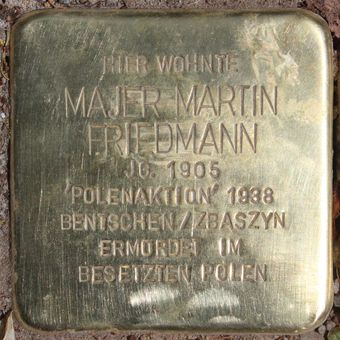 HIER WOHNTE
MAJER MARTIN
FRIEDMANN
JG. 1905
'POLENAKTION' 1938
BENTSCHEN/ZBASZYN
ERMORDET IM
BESETZTEN POLEN